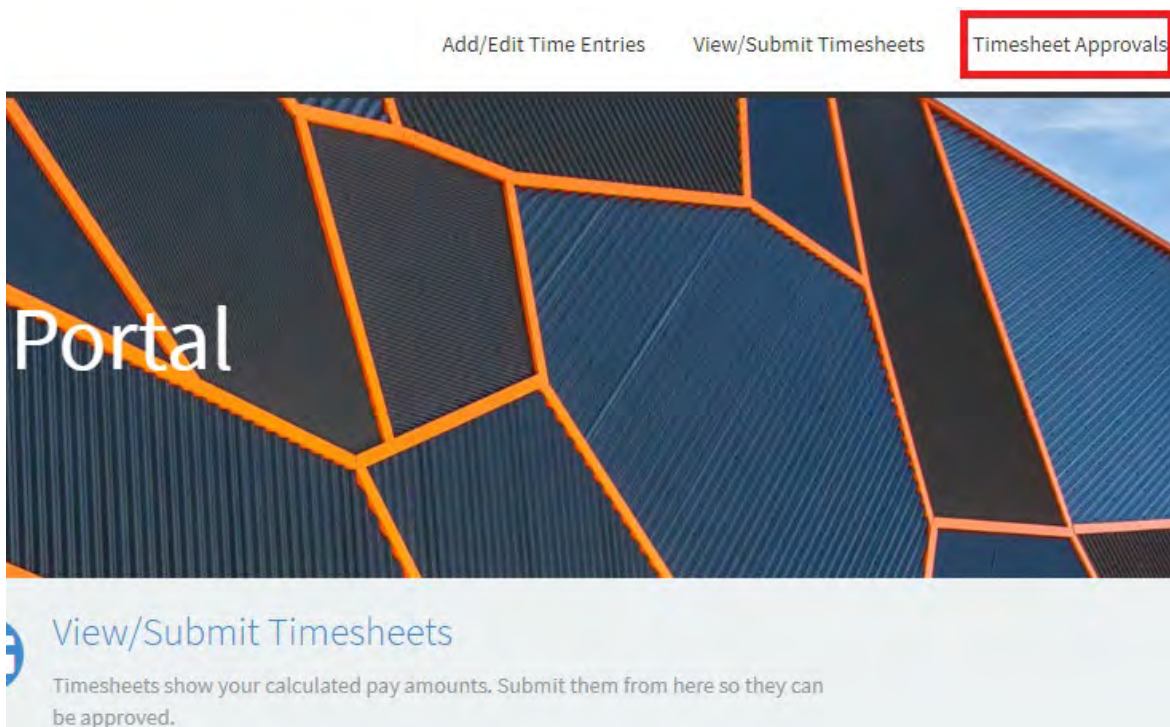 Add/Edit Time Entries View/Submit Timesheets Timesheet Approvals
Portal
View/Submit Timesheets
Timesheets show your calculated pay amounts. Submit them from here so they can
be approved.